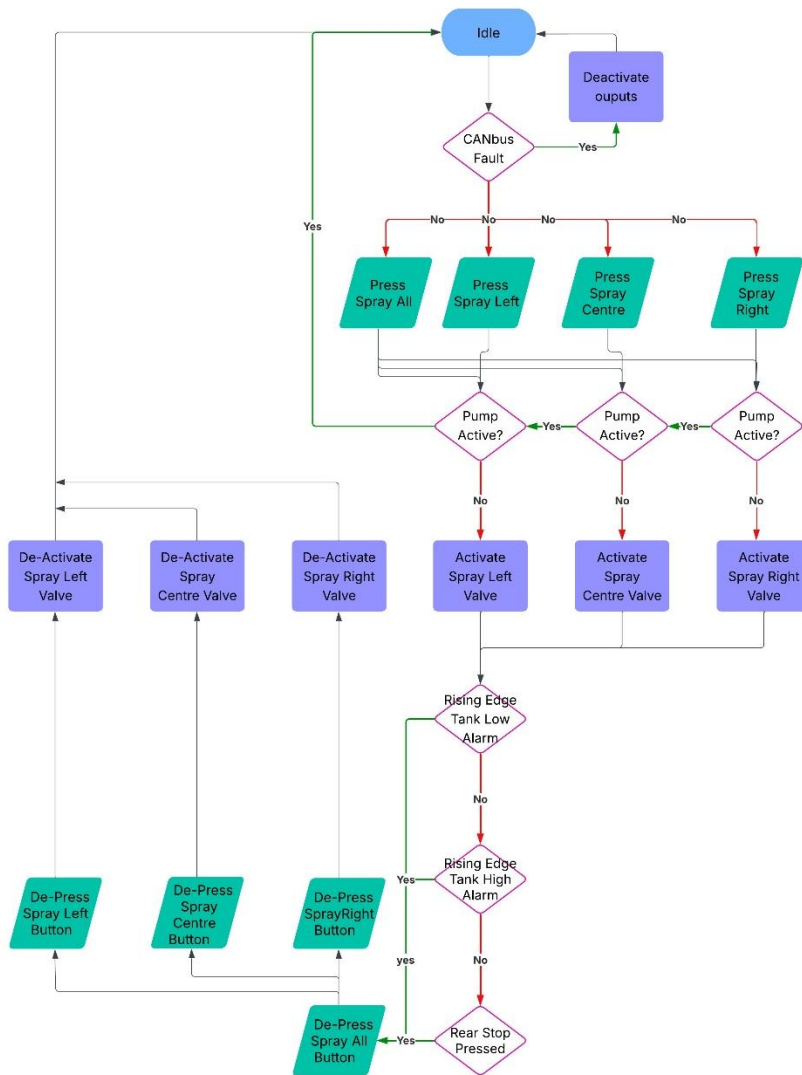 Idle
Deactivate
ouputs
CANbus
Fault
Yes
No
No
No
No
Yes
Press
Spray All
Press
Spray Left
Press
Spray
Centre
Press
Spray
Right
Pump
Active?
Yes
Pump
Active?
Yes
Pump
Active?
No
No
No
De-Activate
Spray Left
Valve
De-Activate
Spray
Centre Valve
De-Activate
Spray Right
Valve
Activate
Spray Left
Valve
Activate
Spray
Centre Valve
Activate
Spray Right
Valve
Rising Edge
Tank Low
Alarm
No
Rising Edge
Tank High
Alarm
Yes
De-Press
Spray Left
Button
De-Press
Spray
Centre
Button
De-Press
SprayRight
Button
yes
No
De-Press
Spray All
Button
Yes
Rear Stop
Pressed